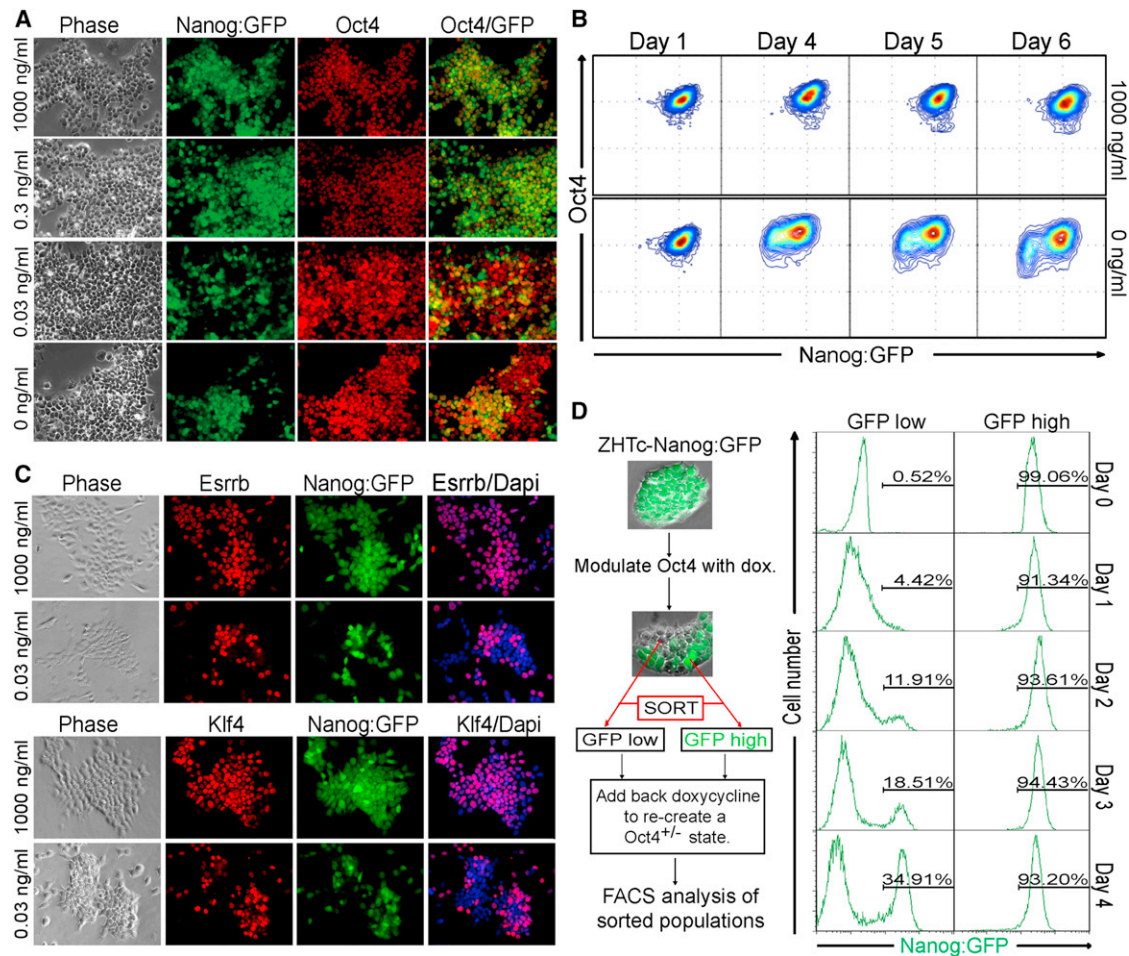 A
Phase Nanog:GFP Oct4 Oct4/GFP
1000 ng/ml
0.3 ng/ml
0.03 ng/ml
0 ng/ml
B
Day 1 Day 4 Day 5 Day 6
Oct4
1000 ng/ml
0 ng/ml
Nanog:GFP
C
Phase Esrrb Nanog:GFP Esrrb/Dapi
1000 ng/ml
0.03 ng/ml
Phase Klf4 Nanog:GFP Klf4/Dapi
1000 ng/ml
0.03 ng/ml
D
ZHTc-Nanog:GFP
Modulate Oct4 with dox.
SORT
GFP low GFP high
Add back doxycycline
to re-create a
Oct4+/- state.
FACS analysis of
sorted populations
GFP low GFP high
Cell number
0.52% 99.06% Day 0
4.42% 91.34% Day 1
11.91% 93.61% Day 2
18.51% 94.43% Day 3
34.91% 93.20% Day 4
Nanog:GFP